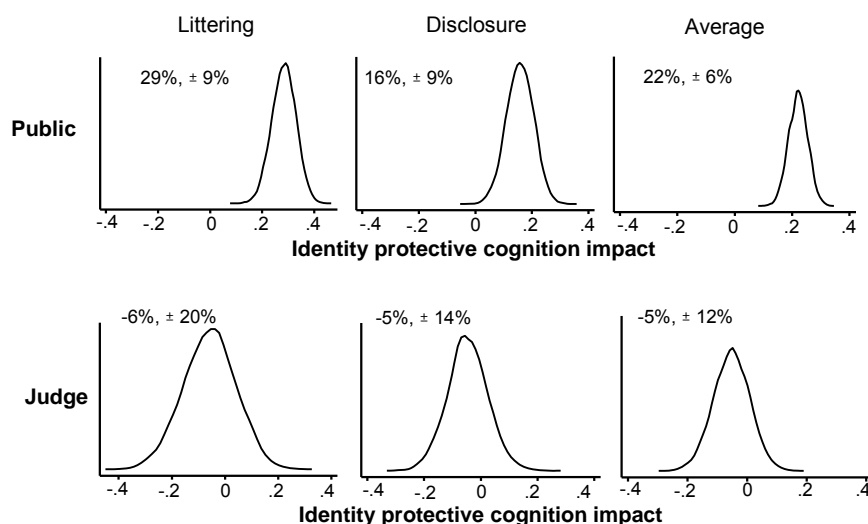 Littering Disclosure Average
29%, ± 9% 16%, ± 9% 22%, ± 6%
Public
-.4 -.2 0 .2 .4 -.4 -.2 0 .2 .4 -.4 -.2 0 .2 .4
Identity protective cognition impact
-6%, ± 20% -5%, ± 14% -5%, ± 12%
Judge
-.4 -.2 0 .2 .4 -.4 -.2 0 .2 .4 -.4 -.2 0 .2 .4
Identity protective cognition impact